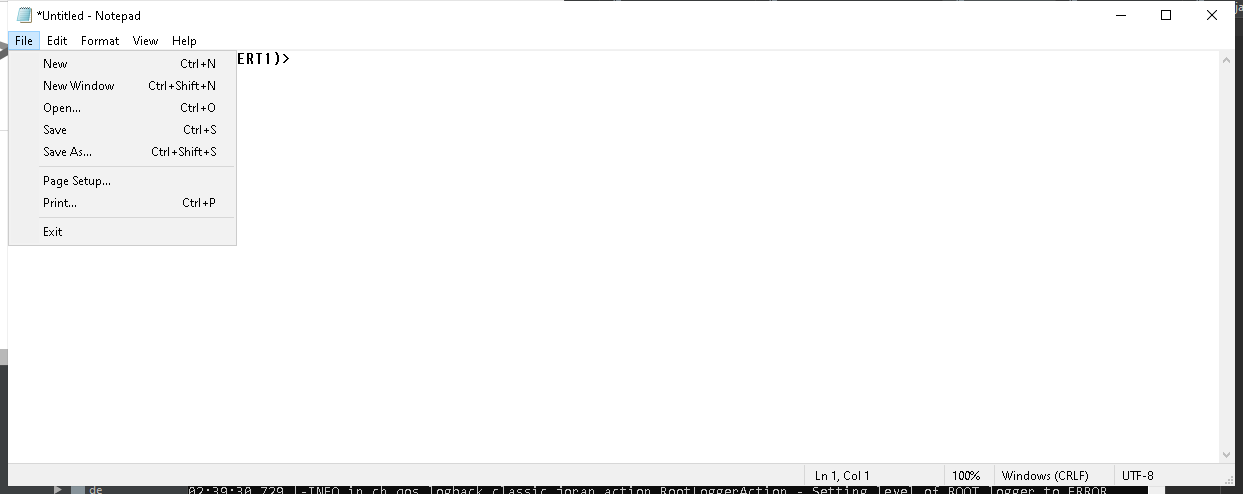 *Untitled - Notepad
File Edit Format View Help
ERT1)>
New Ctrl+N
New Window Ctrl+Shift+N
Open... Ctrl+O
Save Ctrl+S
Save As... Ctrl+Shift+S
Page Setup... 
Print... Ctrl+P
Exit
Ln 1, Col 1 100% Windows (CRLF) UTF-8
de 02:39:30,729 |-INFO in ch.qos.logback.classic.joran.action.RootLoggerAction - Setting level of ROOT logger to ERROR